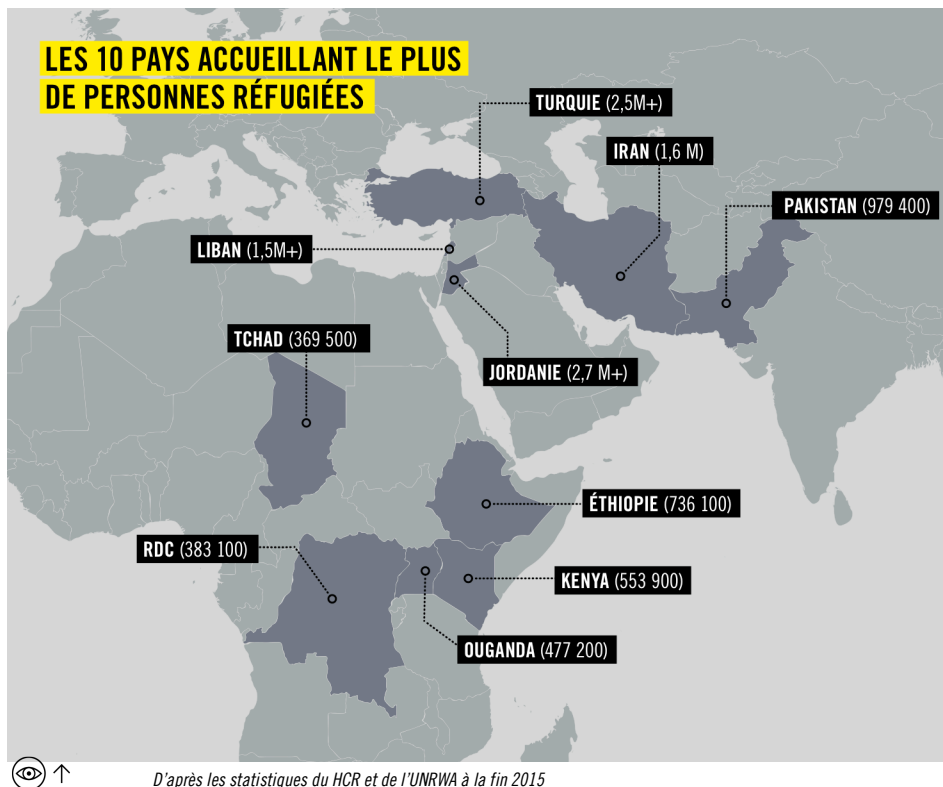 LES 10 PAYS ACCUEILLANT LE PLUS
DE PERSONNES RÉFUGIÉES
TURQUIE (2,5M+)
IRAN (1,6 M)
PAKISTAN (979 400)
LIBAN (1,5M+)
TCHAD (369 500)
JORDANIE (2,7 M+)
ÉTHIOPIE (736 100)
RDC (383 100)
KENYA (553 900)
OUGANDA (477 200)
D'après les statistiques du HCR et de l'UNRWA à la fin 2015